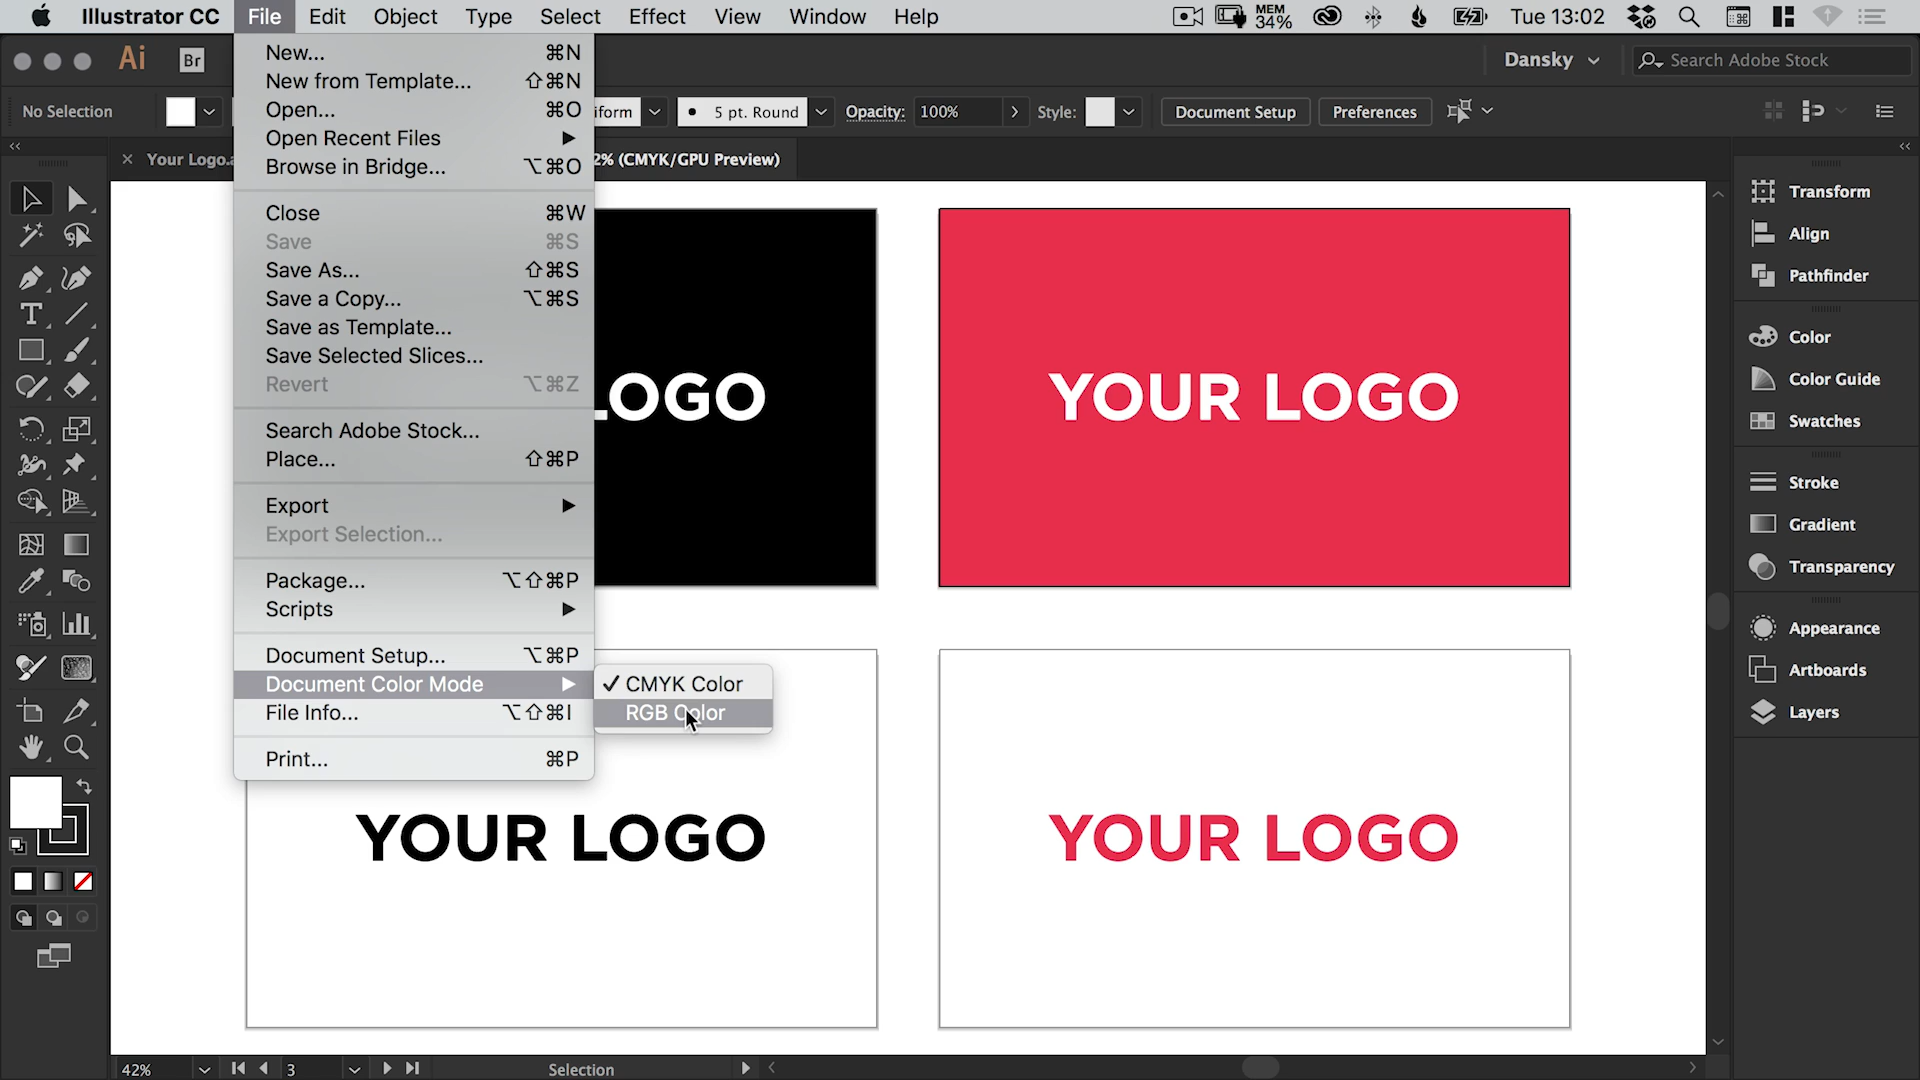 Illustrator CC File Edit Object Type Select Effect View Window Help MEM 34% Tue 13:02
Ai Br Dansky Search Adobe Stock
No Selection iform 5 pt. Round Opacity: 100% Style: Document Setup Preferences
× Your Logo.a 2% (CMYK/GPU Preview)
New... ⌘N
New from Template... ⇧⌘N
Open... ⌘O
Open Recent Files
Browse in Bridge... ⌥⌘O
Close ⌘W
Save ⌘S
Save As... ⇧⌘S
Save a Copy... ⌥⌘S
Save as Template...
Save Selected Slices...
Revert ⌥⌘Z
Search Adobe Stock...
Place... ⇧⌘P
Export
Export Selection...
Package... ⌥⇧⌘P
Scripts
Document Setup... ⌥⌘P
Document Color Mode
File Info... ⌥⇧⌘I
Print... ⌘P
✓ CMYK Color
RGB Color
LOGO
YOUR LOGO
YOUR LOGO
YOUR LOGO
Transform
Align
Pathfinder
Color
Color Guide
Swatches
Stroke
Gradient
Transparency
Appearance
Artboards
Layers
42% 3 Selection